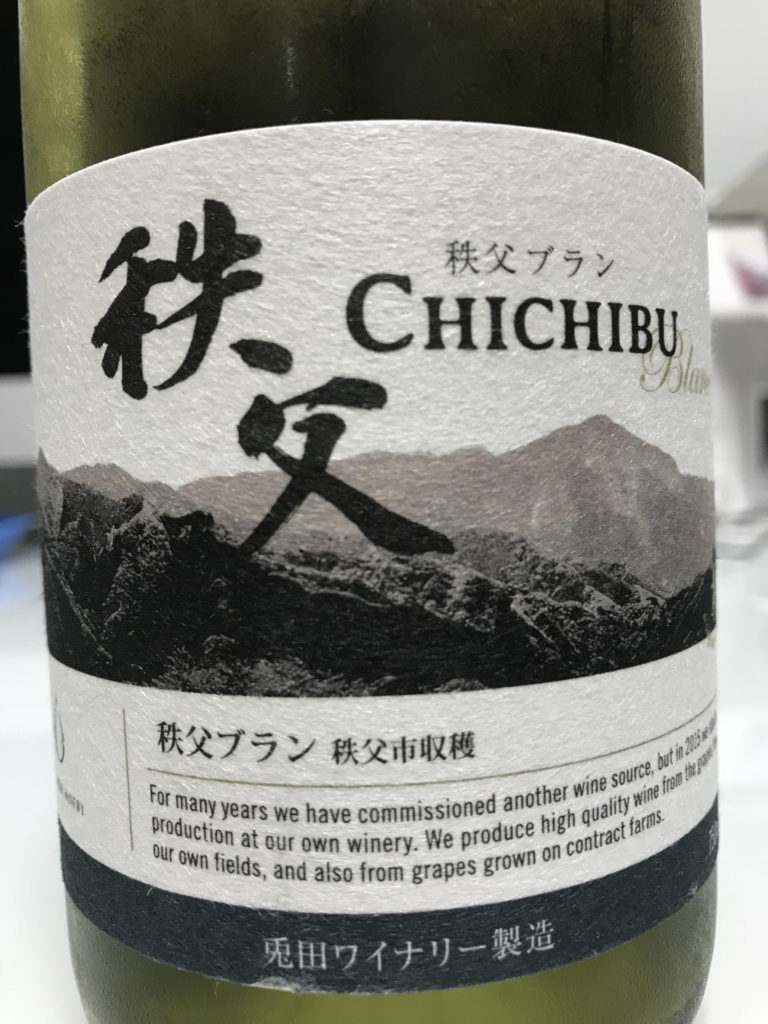 秩父
秩父ブラン
CHICHIBU
Blanc
秩父ブラン 秩父市収穫
For many years we have commissioned another wine source, but in 2015 we
production at our own winery. We produce high quality wine from the grapes
our own fields, and also from grapes grown on contract farms.
兎田ワイナリー製造